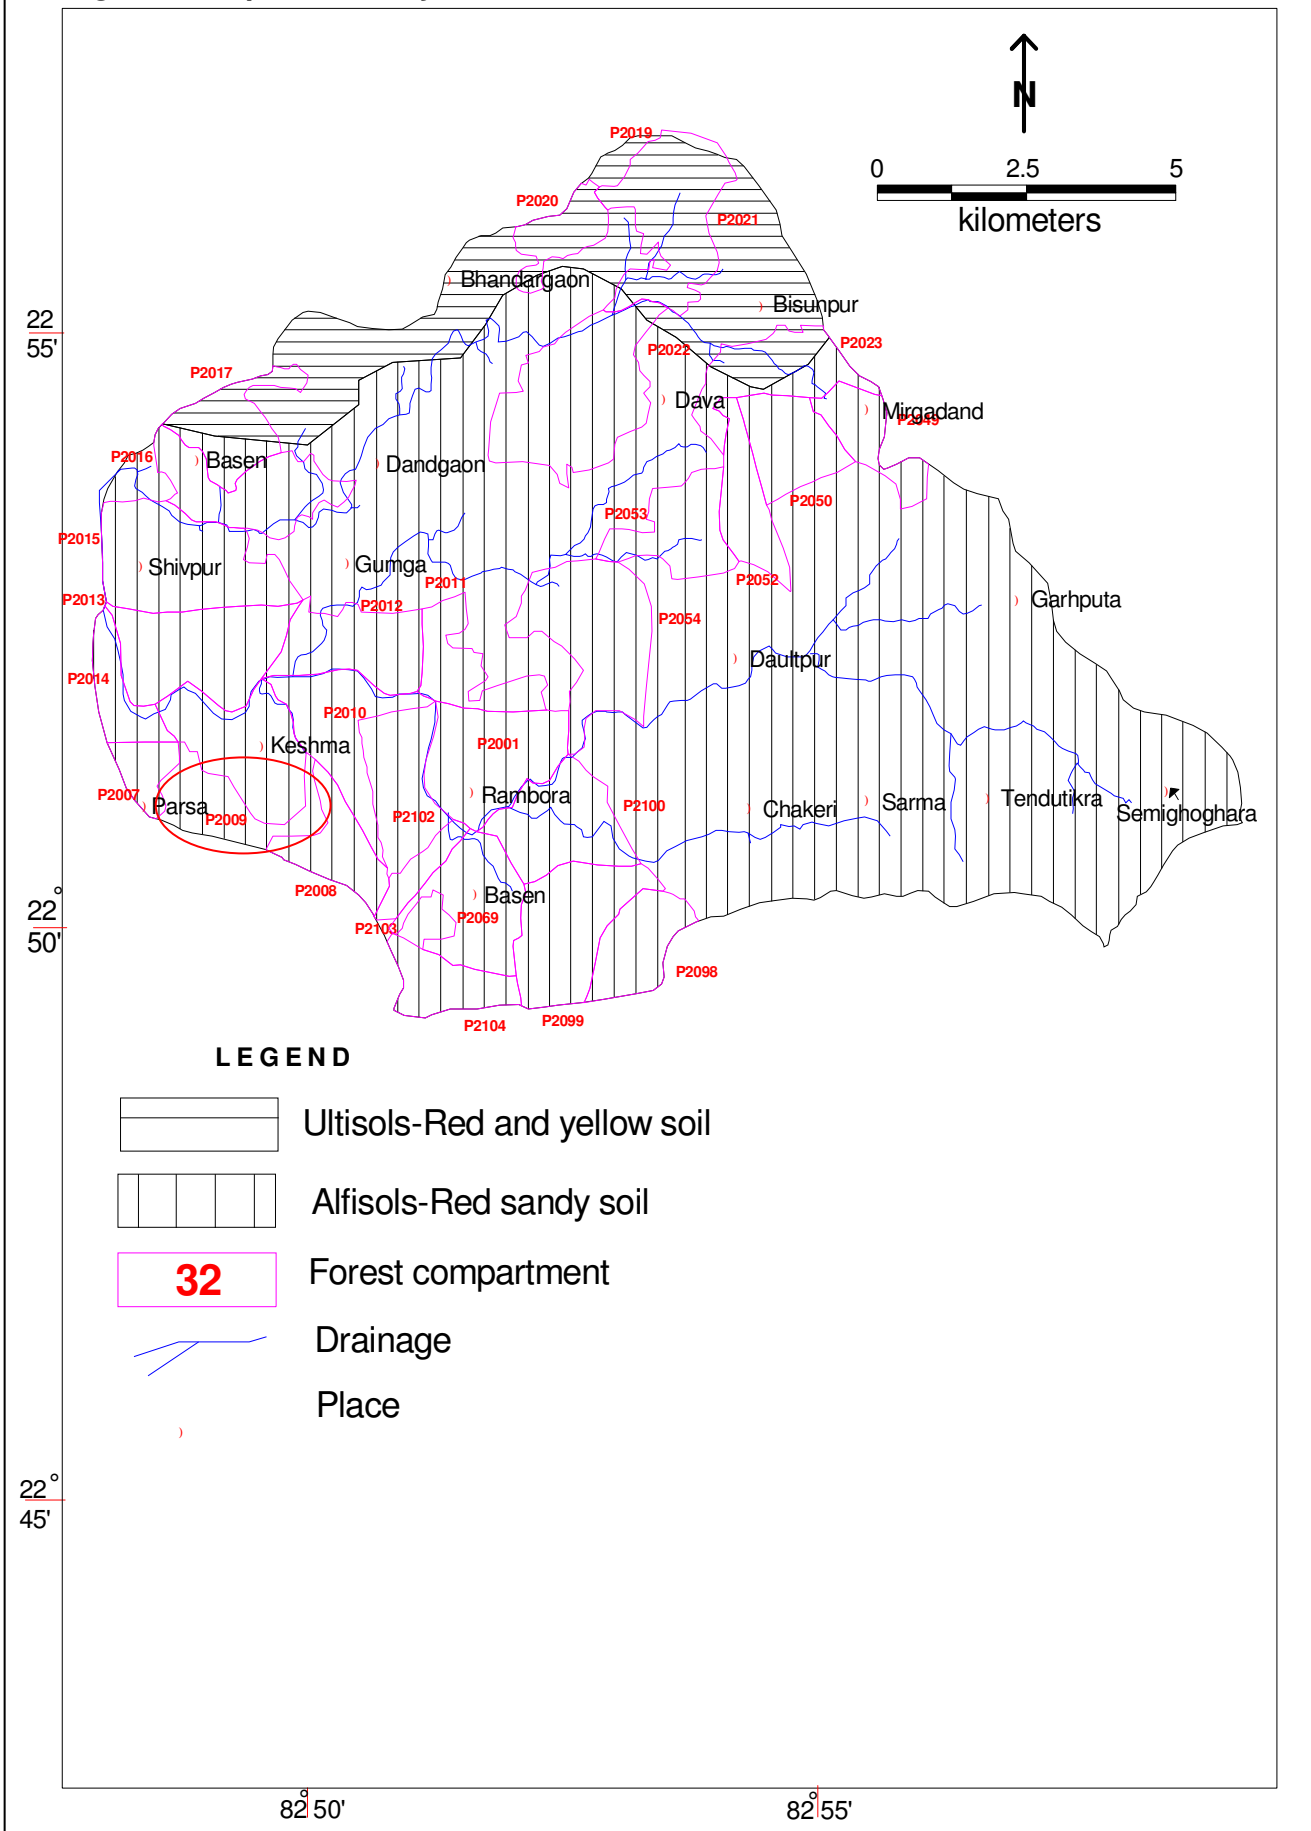 N
0 2.5 5
kilometers
P2019
P2020
P2021
Bhandargaon
Bisunpur
22
55'
P2022
P2023
P2017
Dava
Mirgadand
P2049
P2016
Basen
Dandgaon
P2050
P2053
P2015
Shivpur
Gumga
P2011
P2052
P2013
P2012
Garhputa
P2054
Daultpur
P2014
P2010
Keshma
P2001
P2007
Parsa
P2009
Rambora
P2100
P2102
Chakeri
Sarma
Tendutikra
Semighoghara
P2008
Basen
P2069
22°
50'
P2103
P2098
P2104
P2099
LEGEND
Ultisols-Red and yellow soil
Alfisols-Red sandy soil
32
Forest compartment
Drainage
Place
22°
45'
82°50'
82°55'